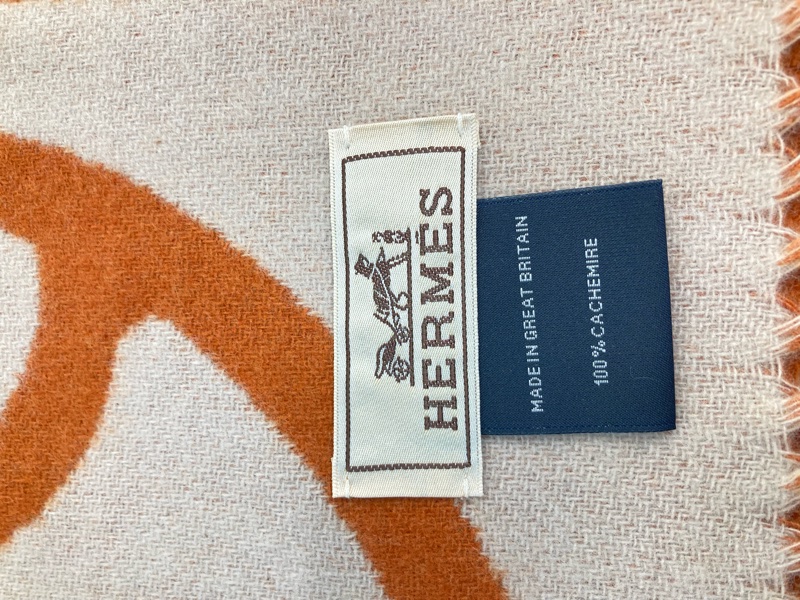 HERMÈS
MADE IN GREAT BRITAIN
100% CACHEMIRE